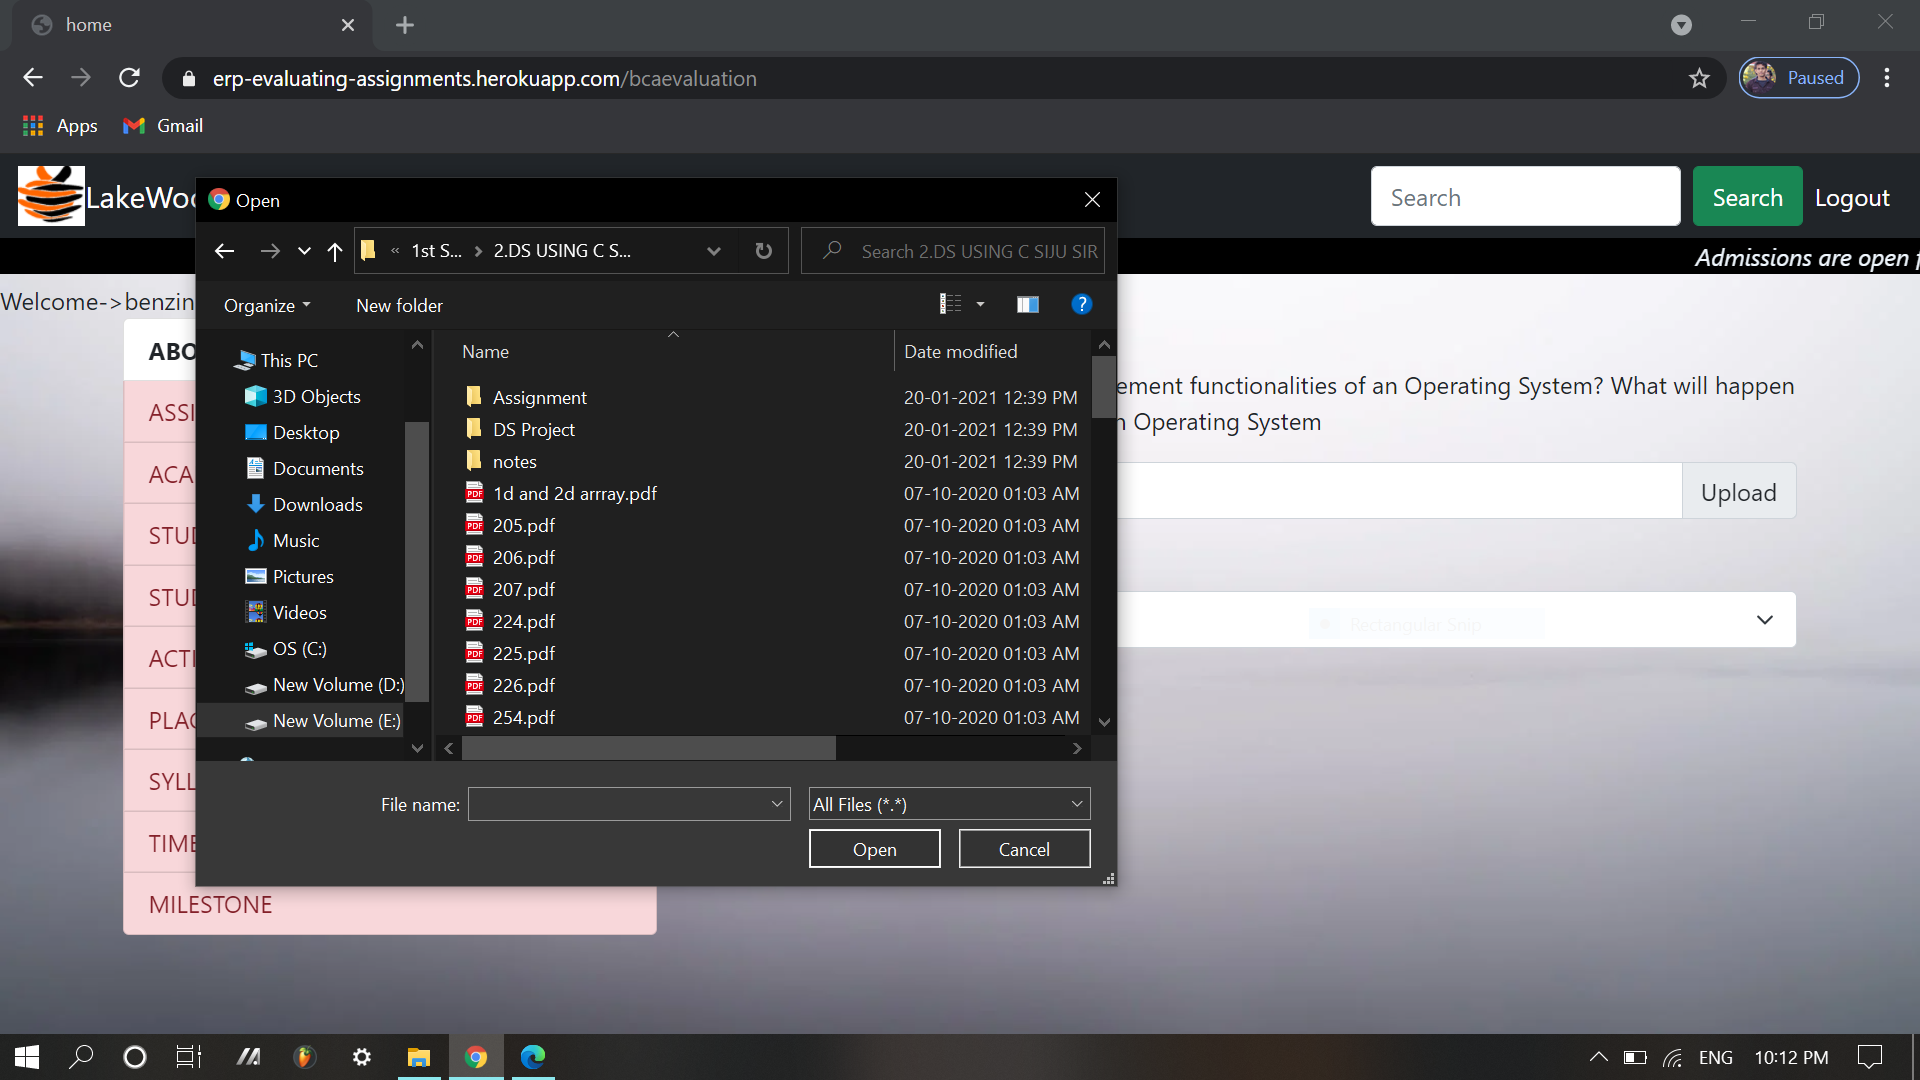 home
erp-evaluating-assignments.herokuapp.com/bcaevaluation
Paused
Apps
Gmail
LakeWoo
Search
Search
Logout
Admissions are open f
Welcome->benzin
Open
« 1st S... > 2.DS USING C S...
Search 2.DS USING C SIJU SIR
Organize
New folder
?
This PC
3D Objects
Desktop
Documents
Downloads
Music
Pictures
Videos
OS (C:)
New Volume (D:)
New Volume (E:)
Name
Date modified
Assignment 20-01-2021 12:39 PM
DS Project 20-01-2021 12:39 PM
notes 20-01-2021 12:39 PM
1d and 2d arrray.pdf 07-10-2020 01:03 AM
205.pdf 07-10-2020 01:03 AM
206.pdf 07-10-2020 01:03 AM
207.pdf 07-10-2020 01:03 AM
224.pdf 07-10-2020 01:03 AM
225.pdf 07-10-2020 01:03 AM
226.pdf 07-10-2020 01:03 AM
254.pdf 07-10-2020 01:03 AM
File name:
All Files (*.*)
Open
Cancel
ABO
ASSI
ACA
STUD
STUD
ACTI
PLAC
SYLL
TIME
MILESTONE
ement functionalities of an Operating System? What will happen
n Operating System
Upload
Rectangular Snip
ENG
10:12 PM